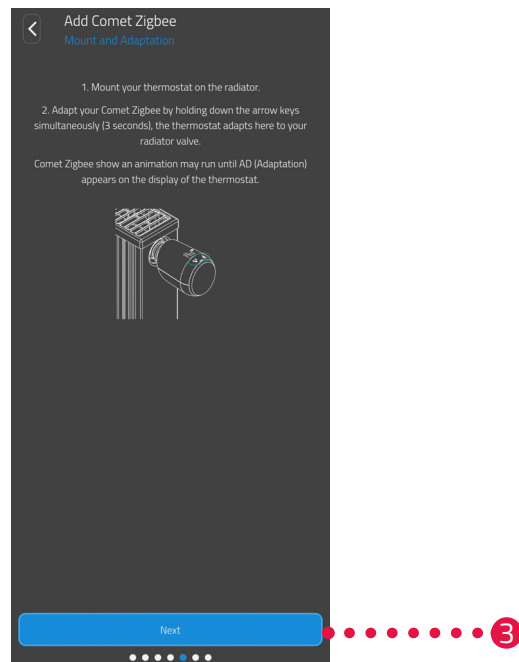 Add Comet Zigbee
Mount and Adaptation
1. Mount your thermostat on the radiator.
2. Adapt your Comet Zigbee by holding down the arrow keys
simultaneously (3 seconds), the thermostat adapts here to your
radiator valve.
Comet Zigbee show an animation may run until AD (Adaptation)
appears on the display of the thermostat.
Next
3